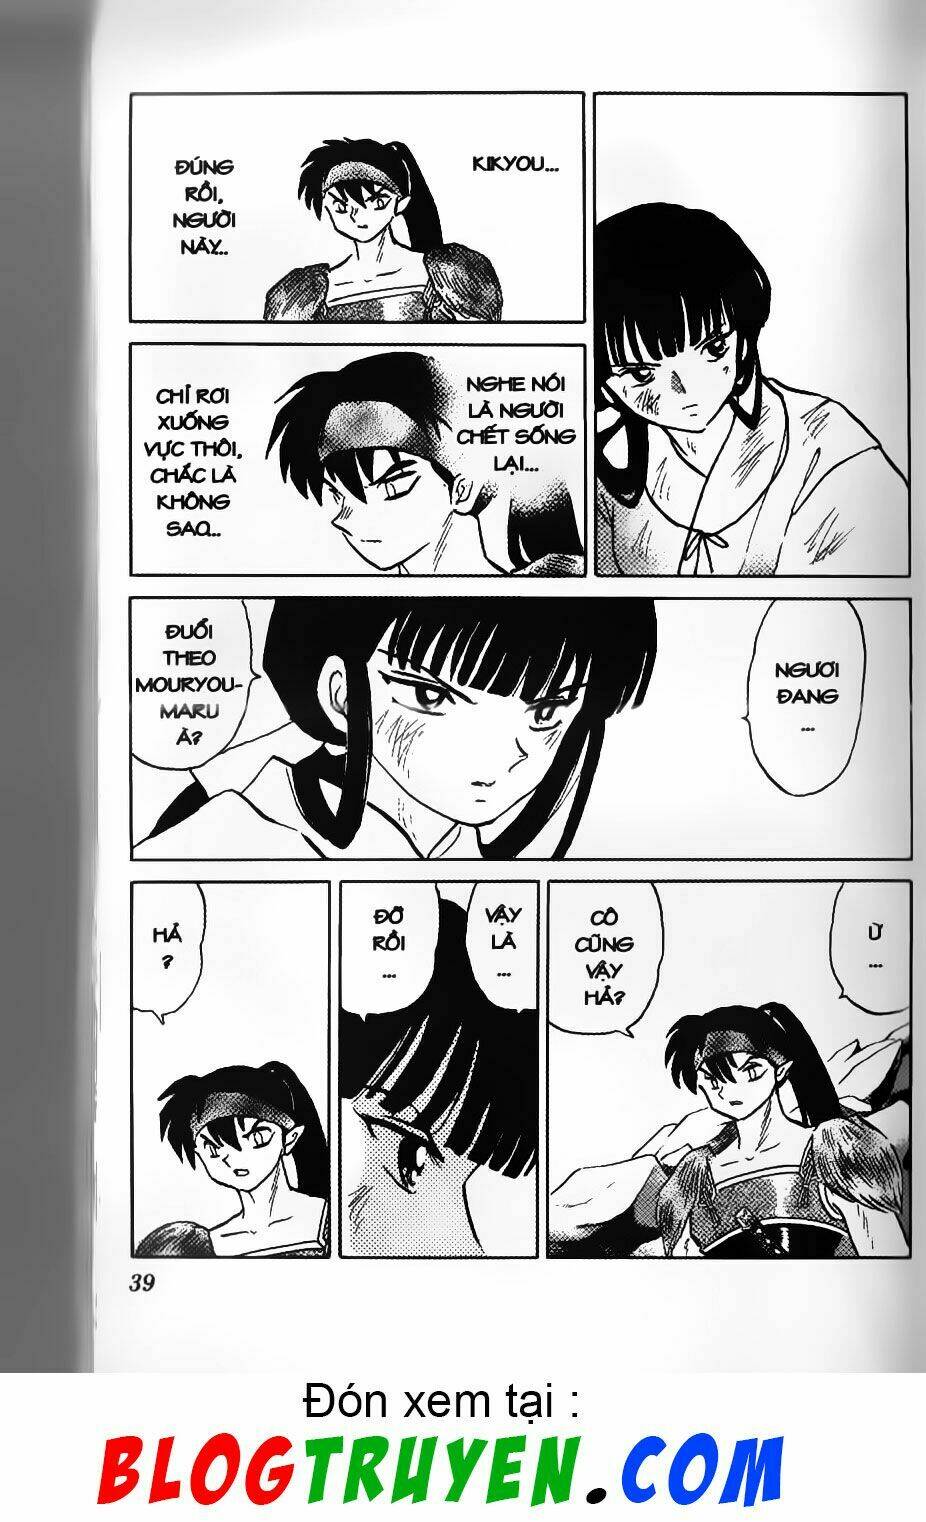 KIKYOU...
ĐÚNG
RỒI,
NGƯỜI
NÀY...
NGHE NÓI
LÀ NGƯỜI
CHẾT SỐNG
LẠI...
CHỈ RƠI
XUỐNG
VỰC THÔI,
CHẮC LÀ
KHÔNG
SAO...
NGƯƠI
ĐANG
...
ĐUỔI
THEO
MOURYOU-
MARU
À?
Ừ
...
CÔ
CŨNG
VẬY
HẢ?
VẬY
LÀ
...
ĐỠ
RỒI
...
HẢ
?
39
Đón xem tại :
BLOGTRUYEN.COM